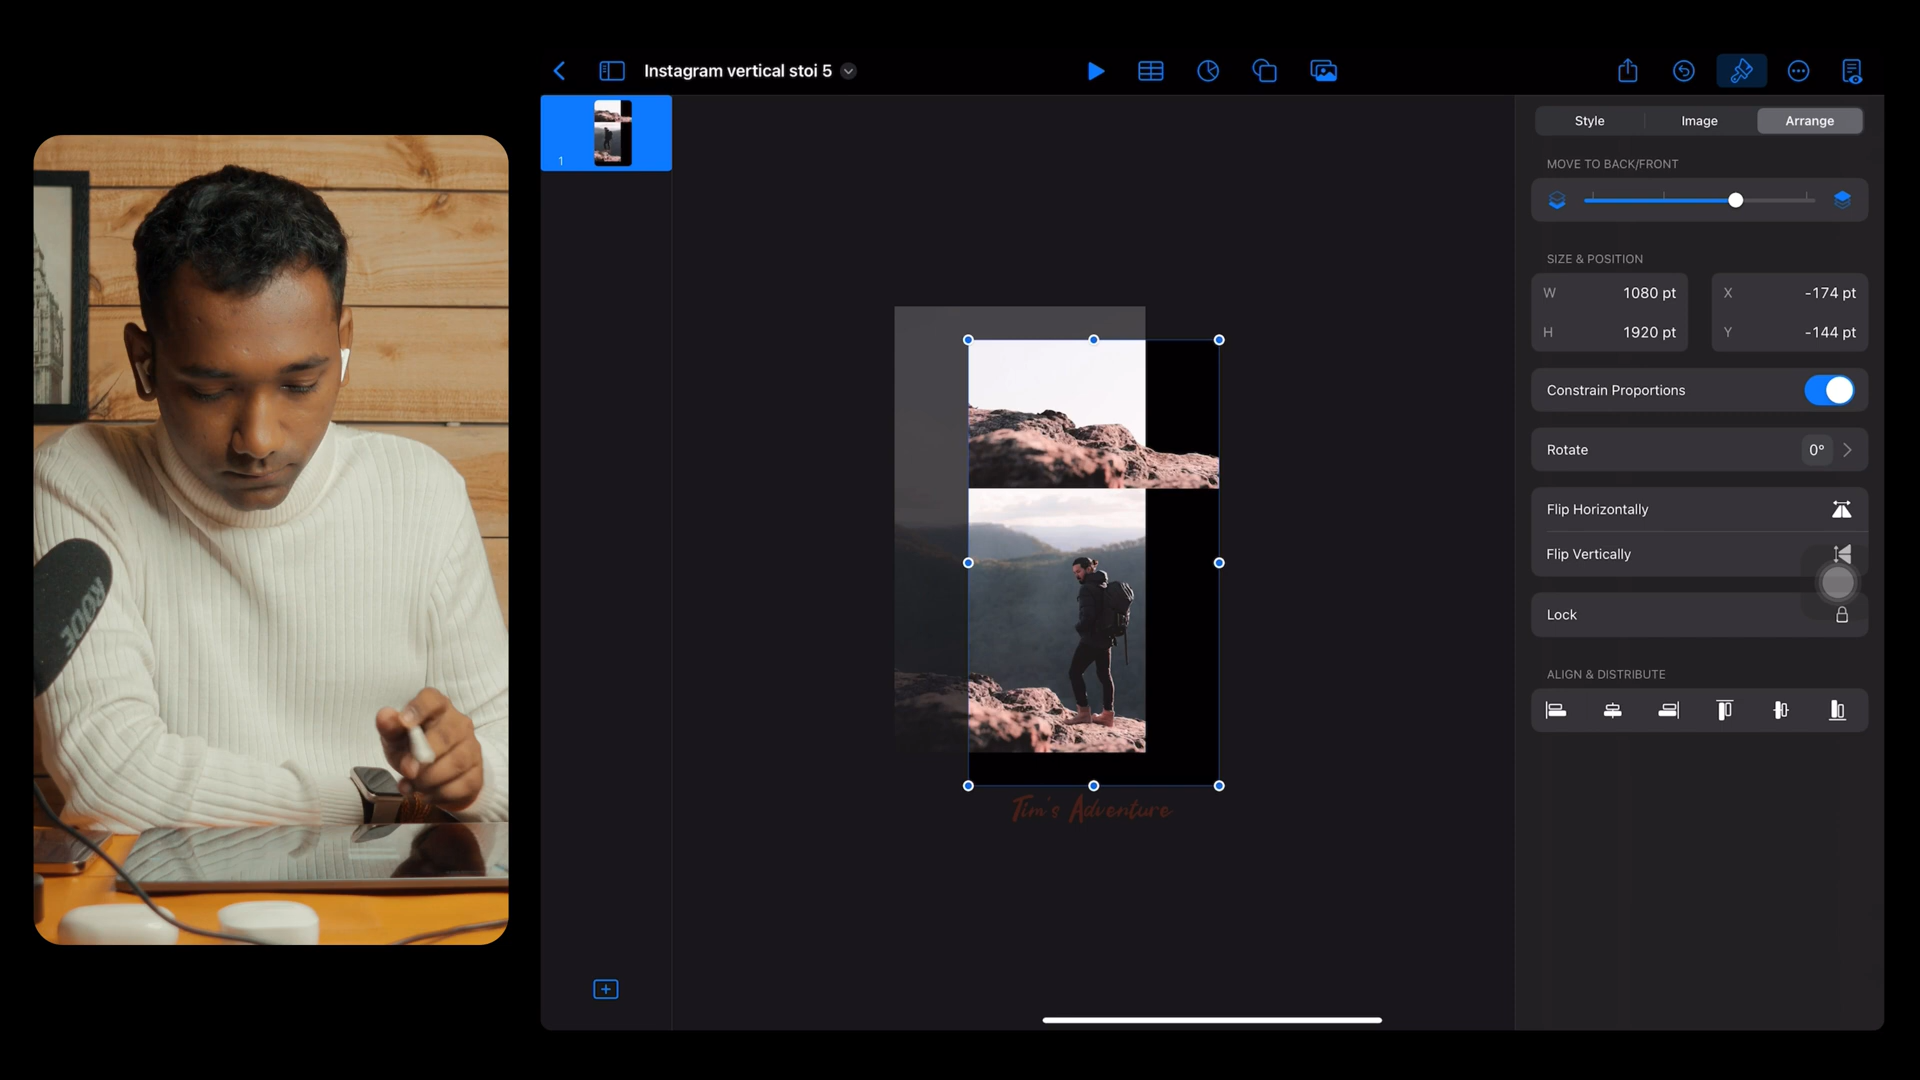 Instagram vertical stoi 5
1
Style
Image
Arrange
MOVE TO BACK/FRONT
SIZE & POSITION
W 1080 pt
X -174 pt
H 1920 pt
Y -144 pt
Constrain Proportions
Rotate 0°
Flip Horizontally
Flip Vertically
Lock
ALIGN & DISTRIBUTE
Tim's Adventure
RODE